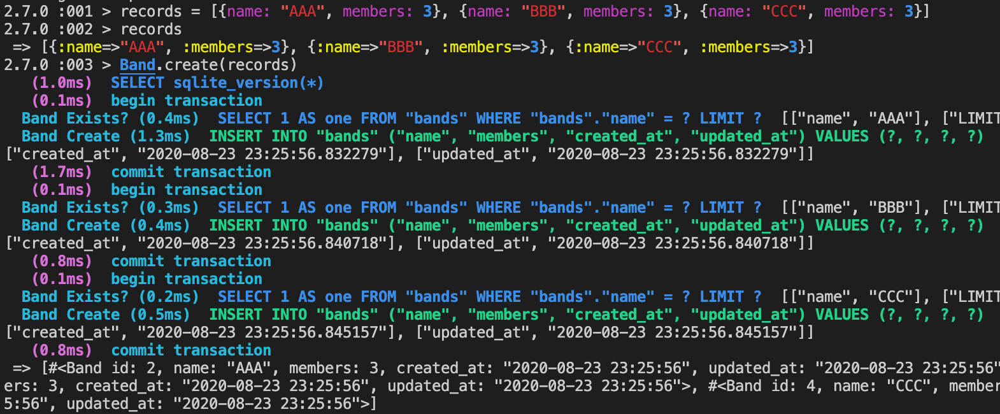 2.7.0 :001 > records = [{name: "AAA", members: 3}, {name: "BBB", members: 3}, {name: "CCC", members: 3}]
2.7.0 :002 > records
 => [{:name=>"AAA", :members=>3}, {:name=>"BBB", :members=>3}, {:name=>"CCC", :members=>3}]
2.7.0 :003 > Band.create(records)
   (1.0ms)  SELECT sqlite_version(*)
   (0.1ms)  begin transaction
  Band Exists? (0.4ms)  SELECT 1 AS one FROM "bands" WHERE "bands"."name" = ? LIMIT ?  [["name", "AAA"], ["LIMIT
  Band Create (1.3ms)  INSERT INTO "bands" ("name", "members", "created_at", "updated_at") VALUES (?, ?, ?, ?)
["created_at", "2020-08-23 23:25:56.832279"], ["updated_at", "2020-08-23 23:25:56.832279"]]
   (1.7ms)  commit transaction
   (0.1ms)  begin transaction
  Band Exists? (0.3ms)  SELECT 1 AS one FROM "bands" WHERE "bands"."name" = ? LIMIT ?  [["name", "BBB"], ["LIMIT
  Band Create (0.4ms)  INSERT INTO "bands" ("name", "members", "created_at", "updated_at") VALUES (?, ?, ?, ?)
["created_at", "2020-08-23 23:25:56.840718"], ["updated_at", "2020-08-23 23:25:56.840718"]]
   (0.8ms)  commit transaction
   (0.1ms)  begin transaction
  Band Exists? (0.2ms)  SELECT 1 AS one FROM "bands" WHERE "bands"."name" = ? LIMIT ?  [["name", "CCC"], ["LIMIT
  Band Create (0.5ms)  INSERT INTO "bands" ("name", "members", "created_at", "updated_at") VALUES (?, ?, ?, ?)
["created_at", "2020-08-23 23:25:56.845157"], ["updated_at", "2020-08-23 23:25:56.845157"]]
   (0.8ms)  commit transaction
 => [#<Band id: 2, name: "AAA", members: 3, created_at: "2020-08-23 23:25:56", updated_at: "2020-08-23 23:25:56"
ers: 3, created_at: "2020-08-23 23:25:56", updated_at: "2020-08-23 23:25:56">, #<Band id: 4, name: "CCC", member
5:56", updated_at: "2020-08-23 23:25:56">]